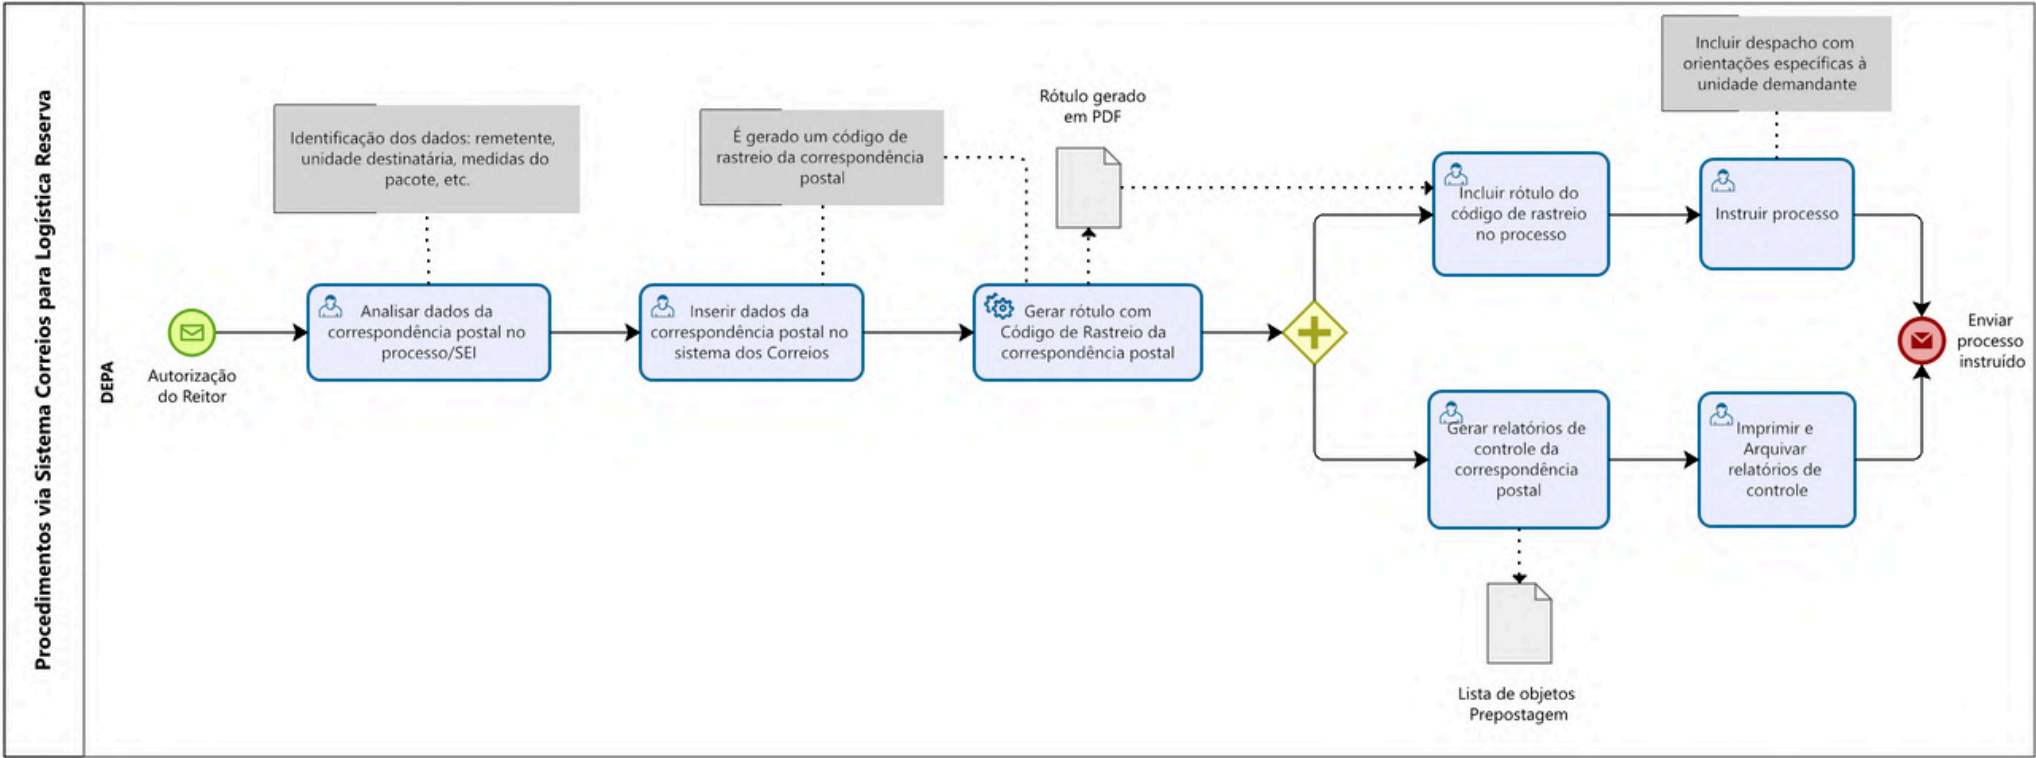 Procedimentos via Sistema Correios para Logística Reserva
DEPA
Autorização
do Reitor
Identificação dos dados: remetente,
unidade destinatária, medidas do
pacote, etc.
Analisar dados da
correspondência postal no
processo/SEI
É gerado um código de
rastreio da correspondência
postal
Inserir dados da
correspondência postal no
sistema dos Correios
Rótulo gerado
em PDF
Gerar rótulo com
Código de Rastreio da
correspondência postal
Incluir rótulo do
código de rastreio
no processo
Incluir despacho com
orientações específicas à
unidade demandante
Instruir processo
Gerar relatórios de
controle da
correspondência
postal
Lista de objetos
Prepostagem
Imprimir e
Arquivar
relatórios de
controle
Enviar
processo
instruído